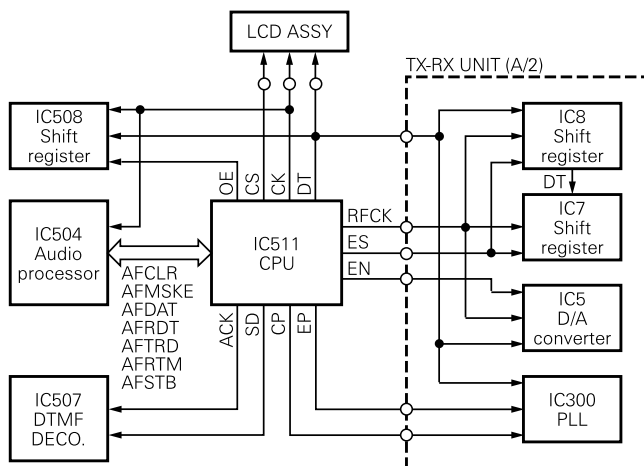 LCD ASSY
TX-RX UNIT (A/2)
IC508
Shift
register
IC8
Shift
register
OE
CS
CK
DT
DT
IC504
Audio
processor
IC511
CPU
RFCK
ES
EN
IC7
Shift
register
AFCLR
AFMSKE
AFDAT
AFRDT
AFTRD
AFRTM
AFSTB
ACK
SD
CP
EP
IC5
D/A
converter
IC507
DTMF
DECO.
IC300
PLL